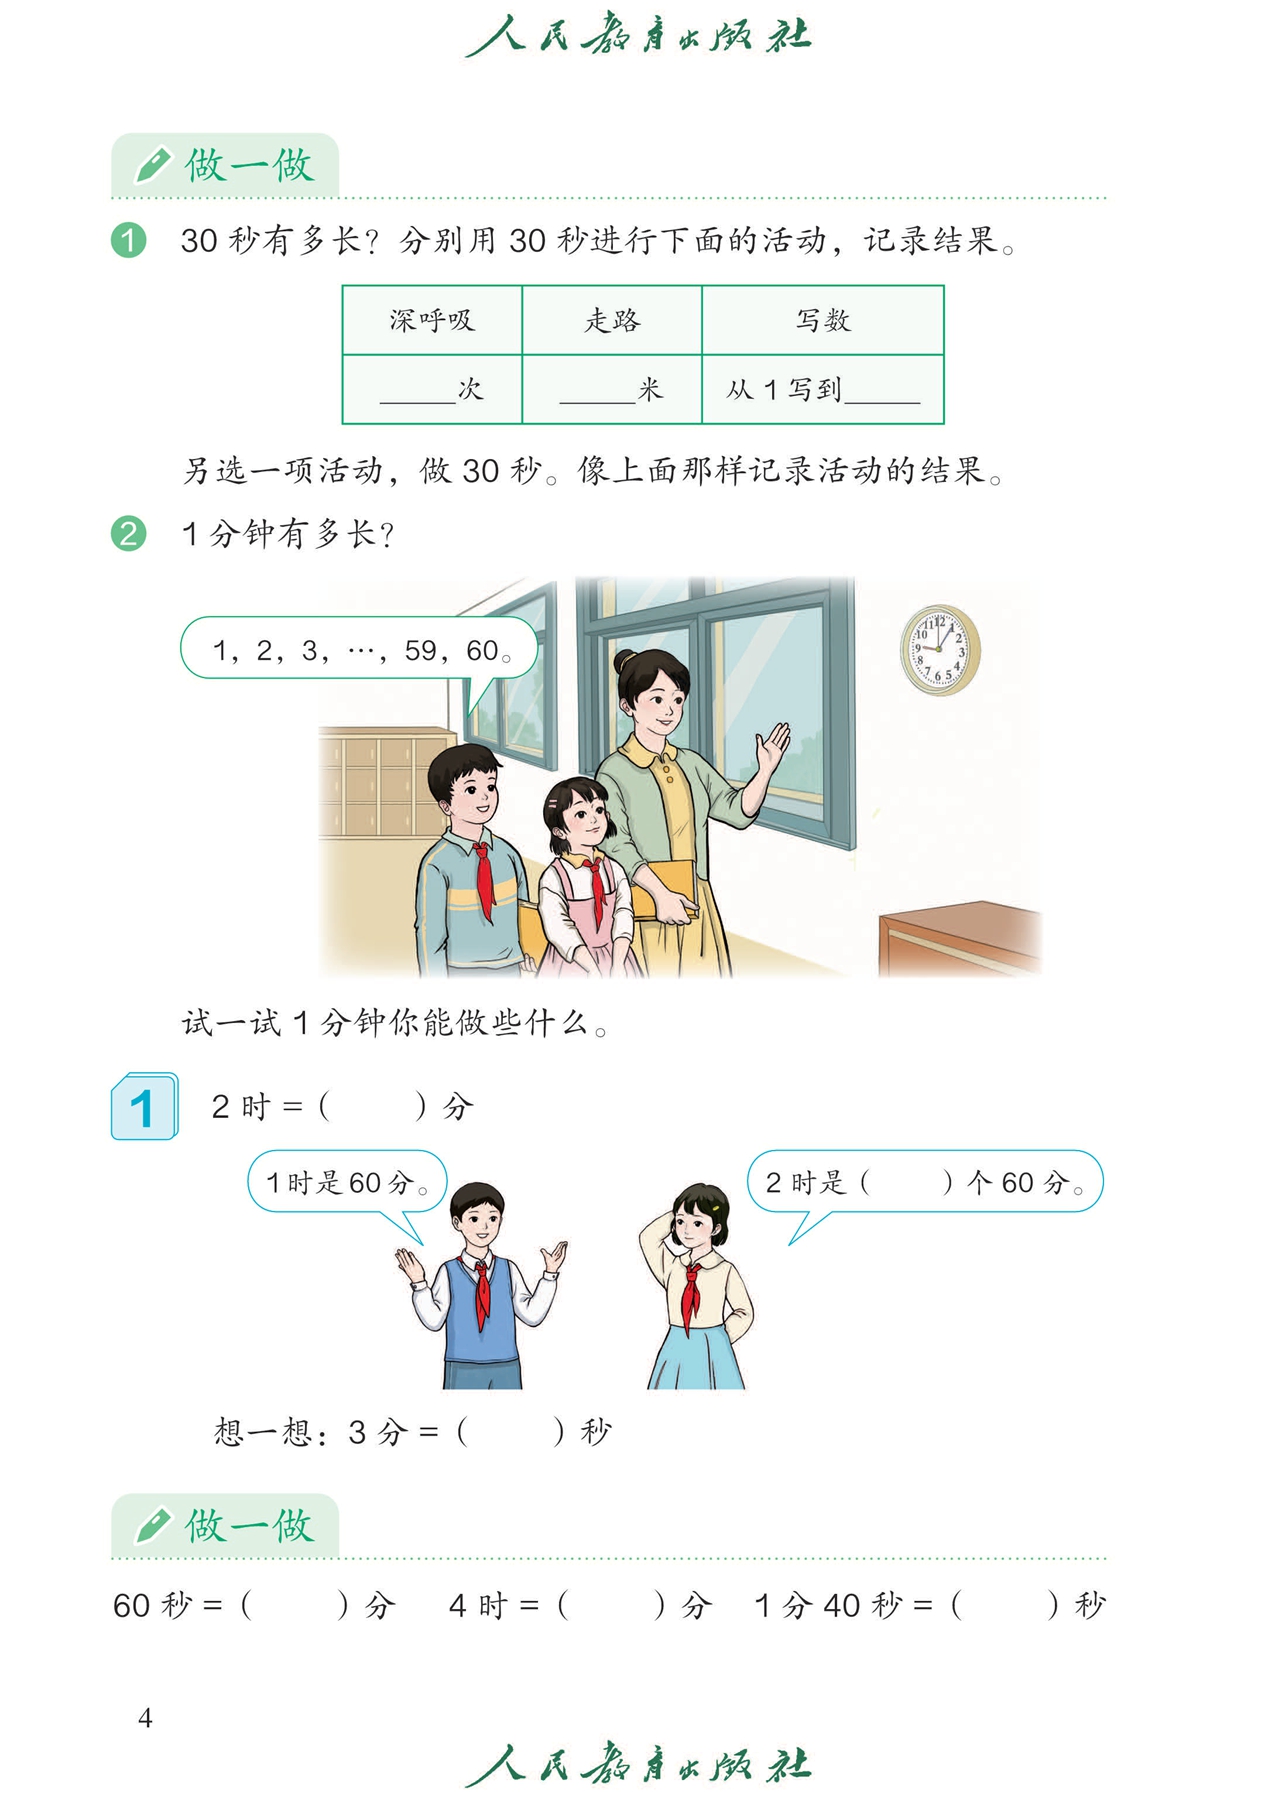 人民教育出版社
做一做
1 30 秒有多长？分别用 30 秒进行下面的活动，记录结果。
深呼吸 走路 写数
______次 ______米 从 1 写到______
另选一项活动，做 30 秒。像上面那样记录活动的结果。
2 1 分钟有多长？
1，2，3，…，59，60。
11 12 1
10 2
9 3
8 4
7 6 5
试一试 1 分钟你能做些什么。
1 2 时 =（ ）分
1时是60分。 2 时是（ ）个 60 分。
想一想：3 分 =（ ）秒
做一做
60 秒 =（ ）分 4 时 =（ ）分 1 分 40 秒 =（ ）秒
4
人民教育出版社